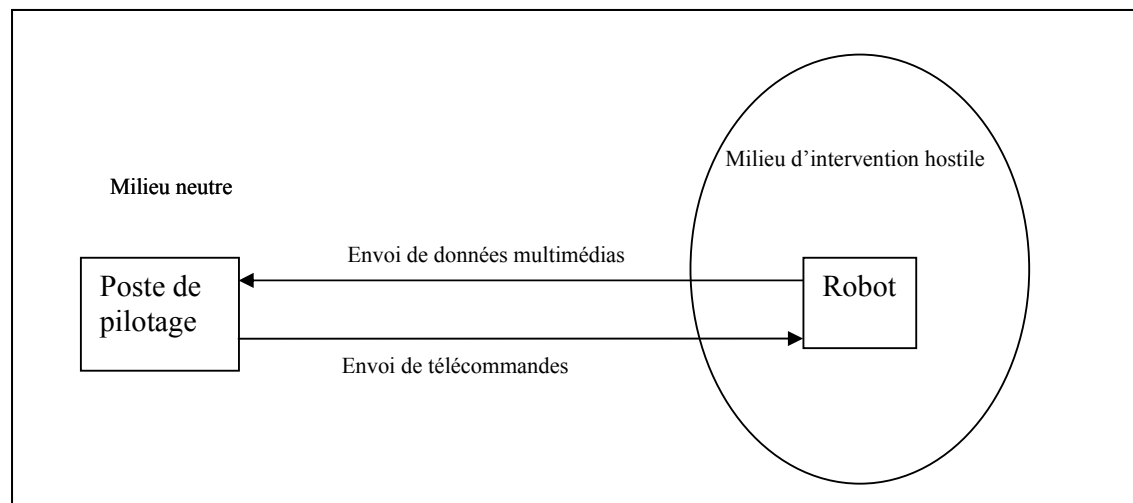 Milieu d’intervention hostile
Milieu neutre
Envoi de données multimédias
Poste de
pilotage
Robot
Envoi de télécommandes